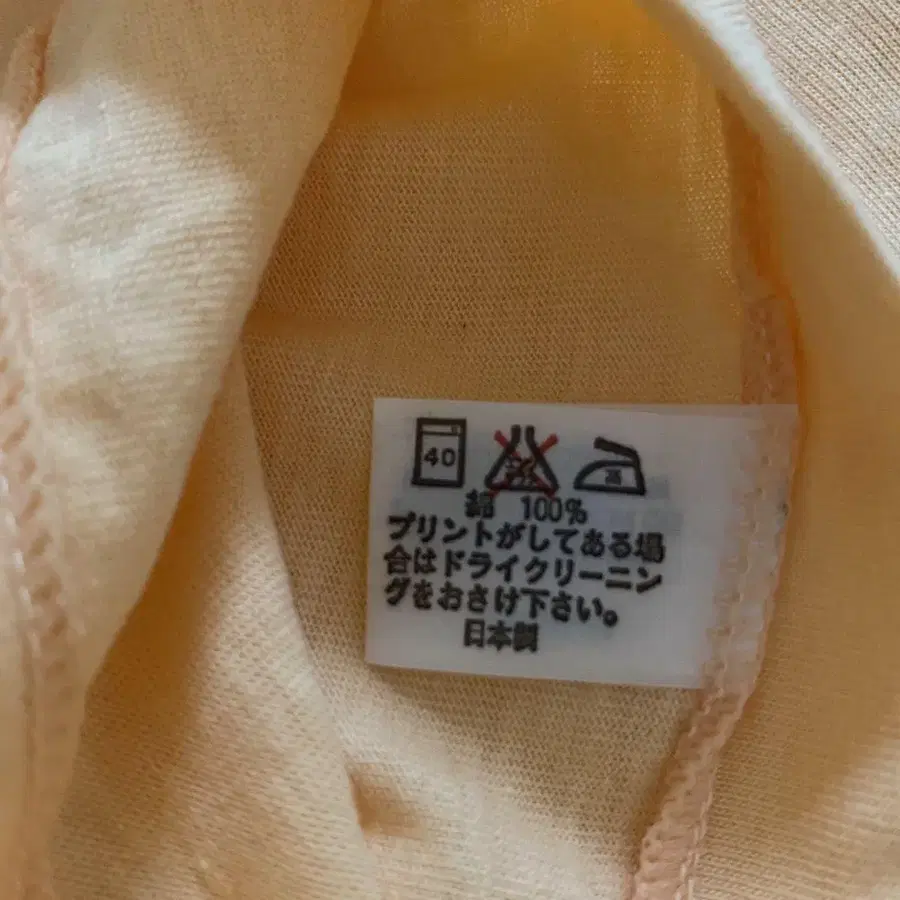 40
綿 100%
プリントがしてある場
合はドライクリーニン
グをおさけ下さい。
日本製